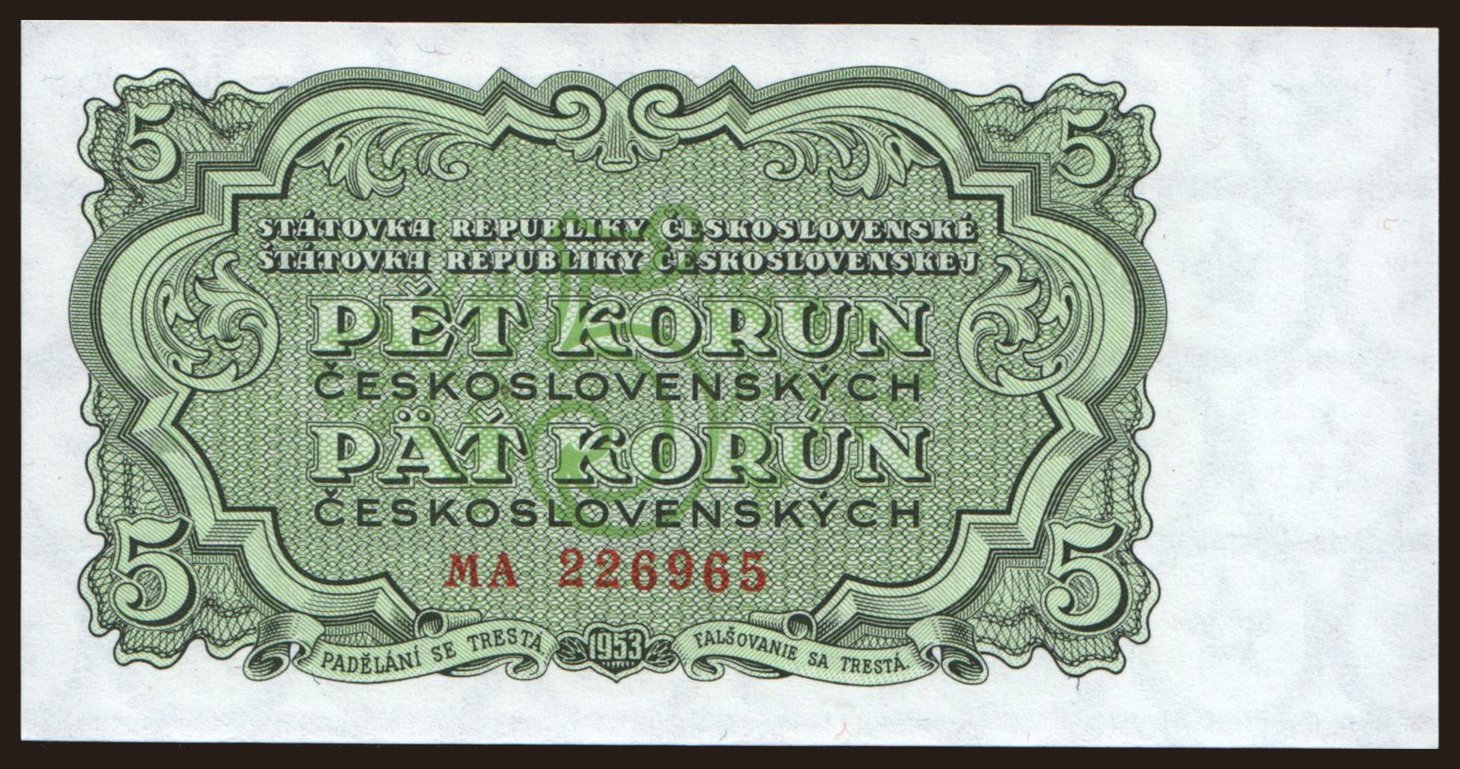 5 5
STÁTOVKA REPUBLIKY ČESKOSLOVENSKÉ
ŠTÁTOVKA REPUBLIKY ČESKOSLOVENSKEJ
PĚT KORUN
ČESKOSLOVENSKÝCH
PÄŤ KORÚN
ČESKOSLOVENSKÝCH
5 5
MA 226965
PADĚLÁNÍ SE TRESTÁ. 1953 FALŠOVANIE SA TRESTÁ.